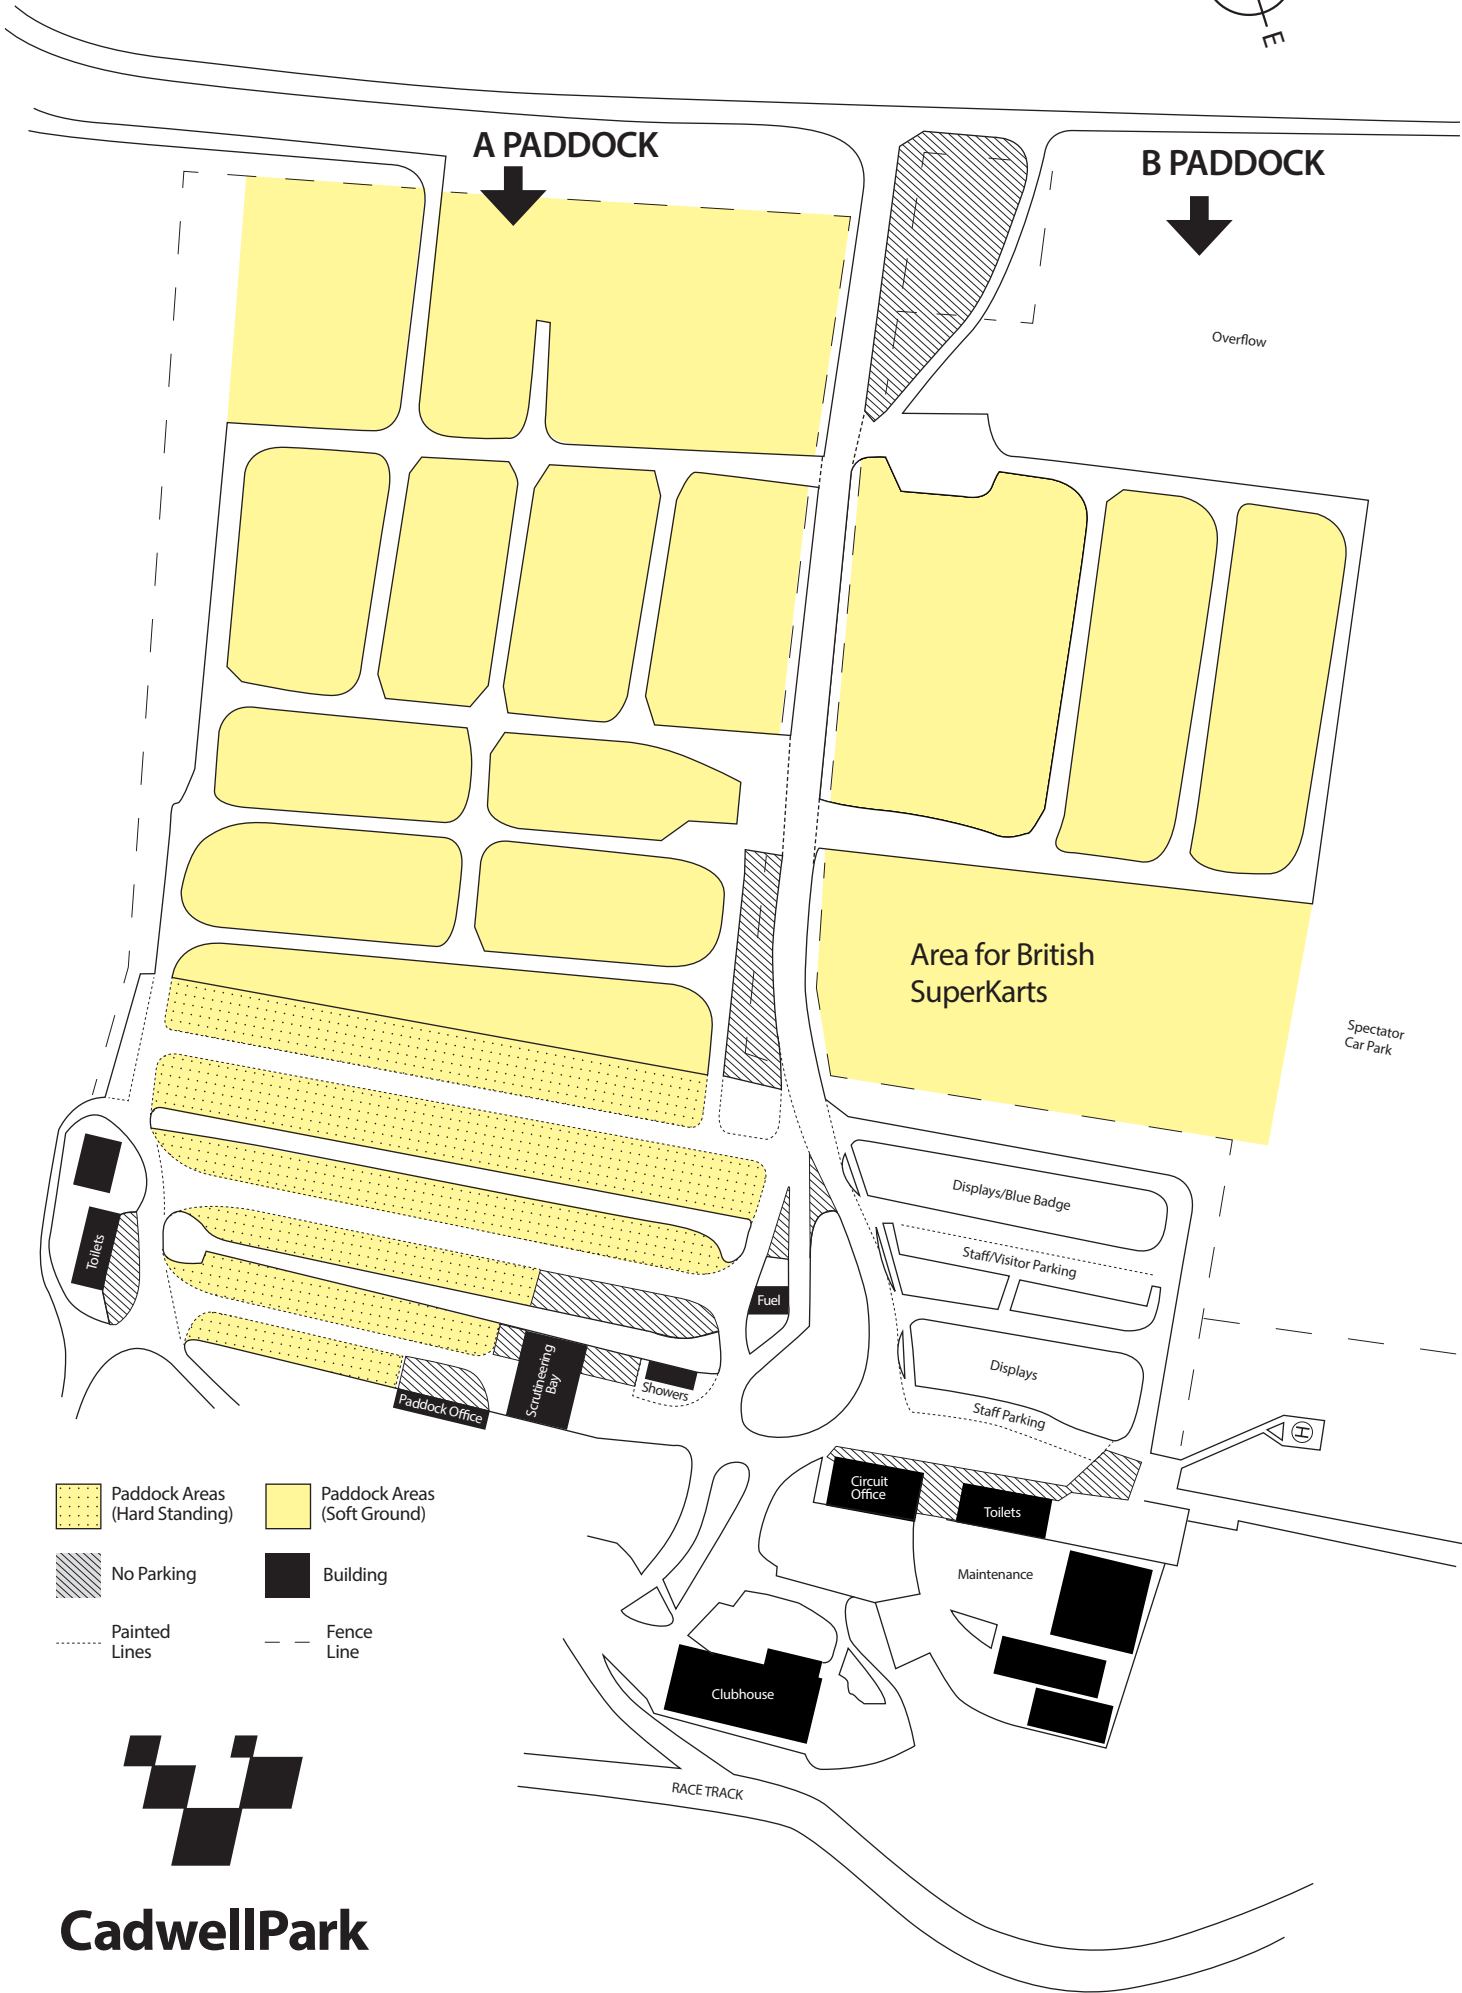 E
A PADDOCK
B PADDOCK
Overflow
Area for British
SuperKarts
Spectator
Car Park
Displays/Blue Badge
Staff/Visitor Parking
Toilets
Fuel
Displays
Scrutineering
Bay
Showers
Paddock Office
Staff Parking
H
Circuit
Office
Toilets
Maintenance
Paddock Areas
(Hard Standing)
Paddock Areas
(Soft Ground)
No Parking
Building
Painted
Lines
Fence
Line
Clubhouse
RACE TRACK
CadwellPark